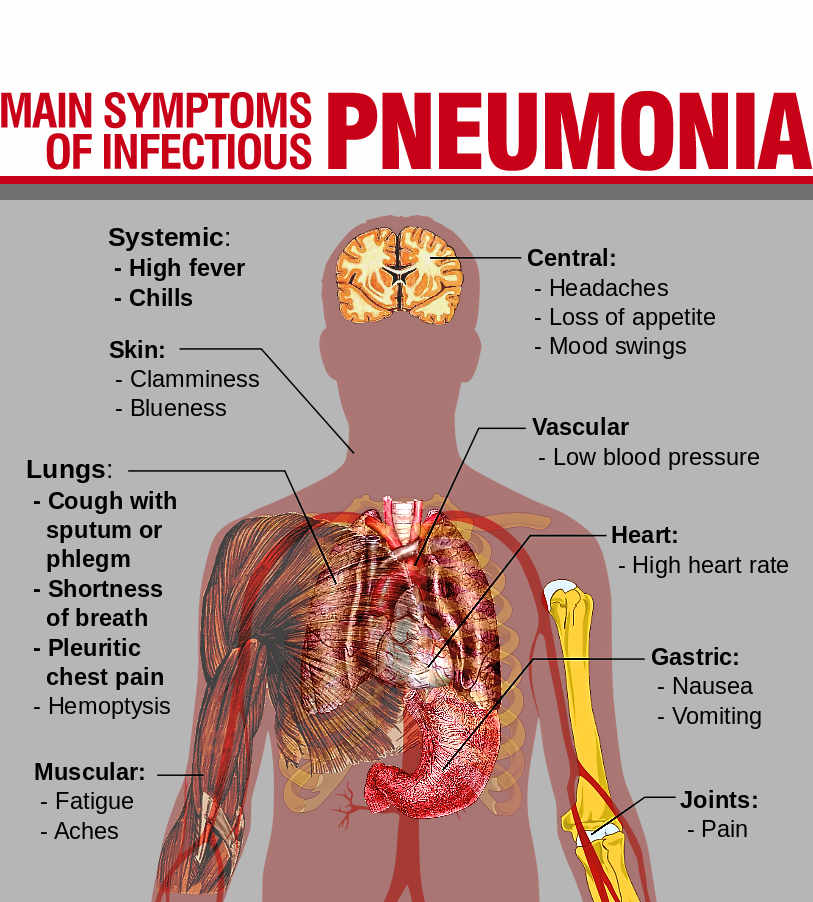 MAIN SYMPTOMS
OF INFECTIOUS
PNEUMONIA
Systemic:
- High fever
- Chills
Skin:
- Clamminess
- Blueness
Lungs:
- Cough with
sputum or
phlegm
- Shortness
of breath
- Pleuritic
chest pain
- Hemoptysis
Muscular:
- Fatigue
- Aches
Central:
- Headaches
- Loss of appetite
- Mood swings
Vascular
- Low blood pressure
Heart:
- High heart rate
Gastric:
- Nausea
- Vomiting
Joints:
- Pain